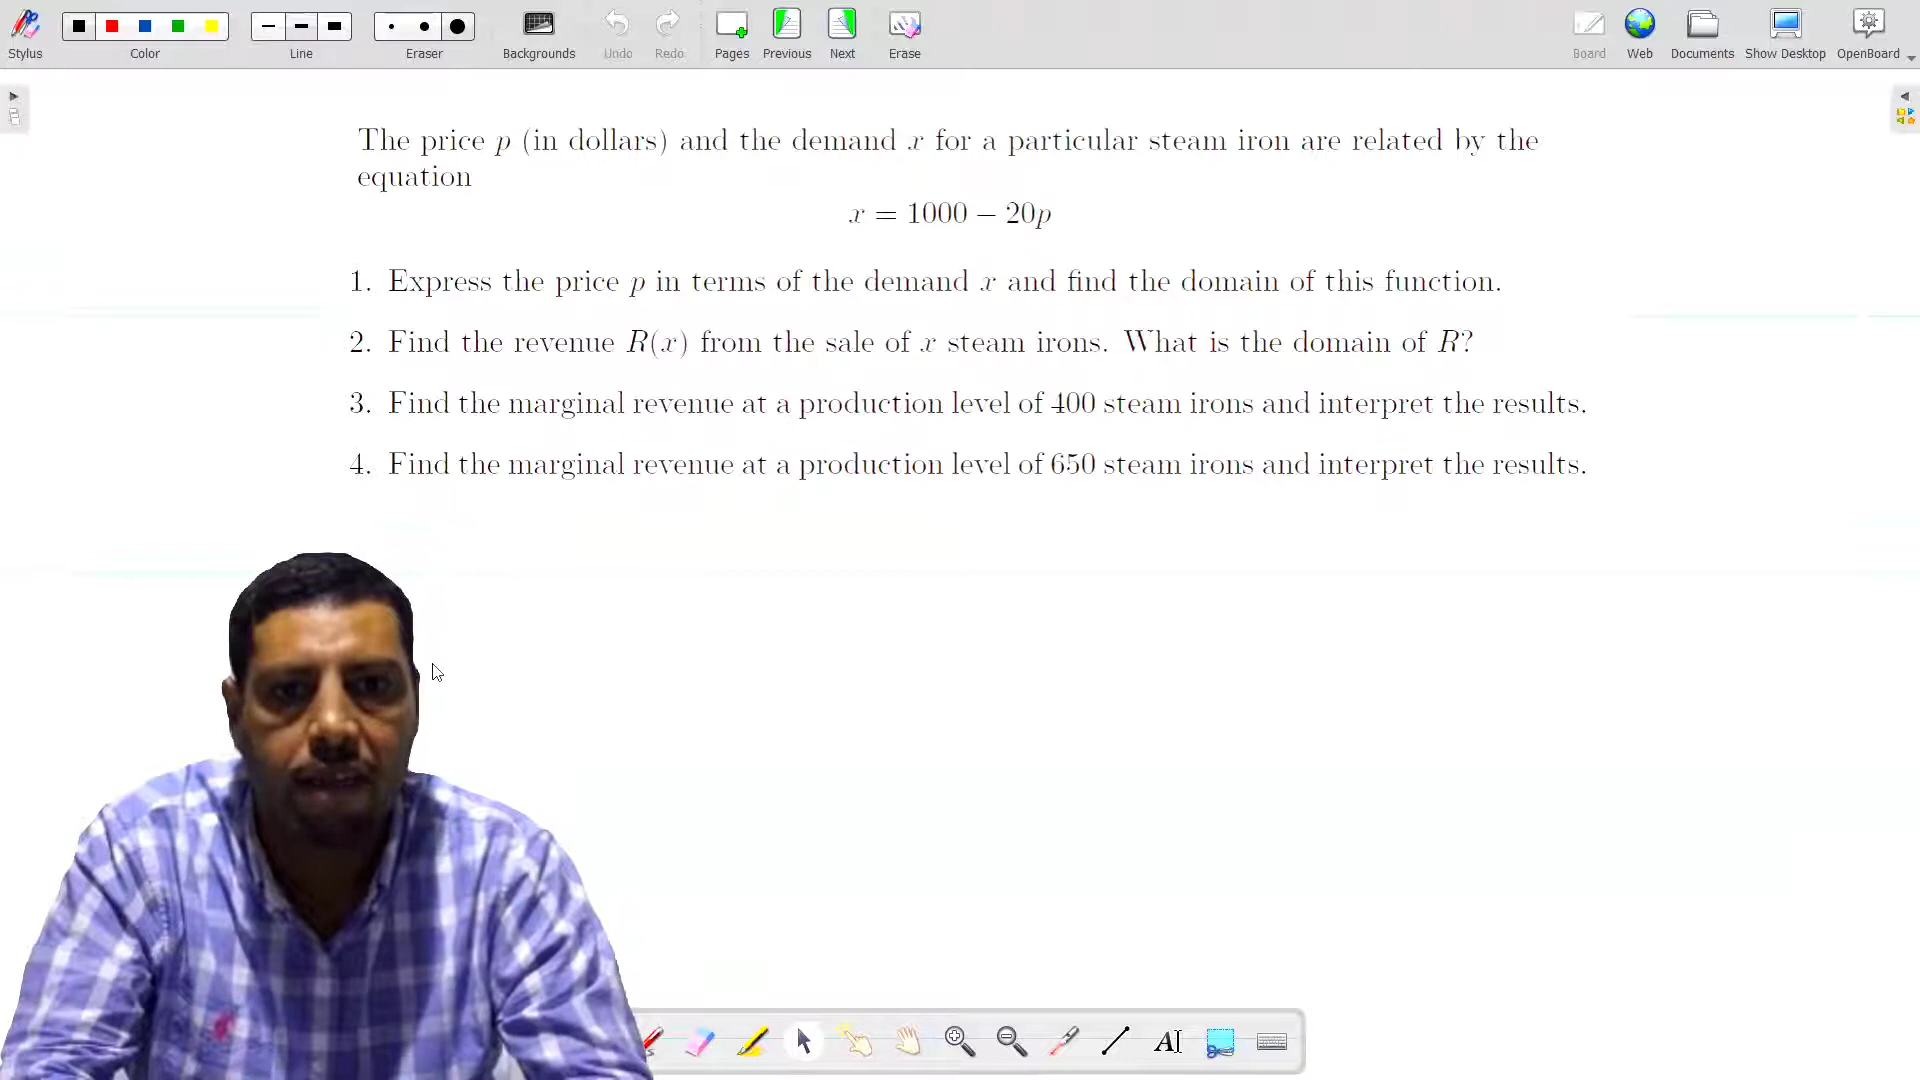 Stylus Color Line Eraser Backgrounds Undo Redo Pages Previous Next Erase Board Web Documents Show Desktop OpenBoard
The price p (in dollars) and the demand x for a particular steam iron are related by the
equation
x = 1000 − 20p
1. Express the price p in terms of the demand x and find the domain of this function.
2. Find the revenue R(x) from the sale of x steam irons. What is the domain of R?
3. Find the marginal revenue at a production level of 400 steam irons and interpret the results.
4. Find the marginal revenue at a production level of 650 steam irons and interpret the results.